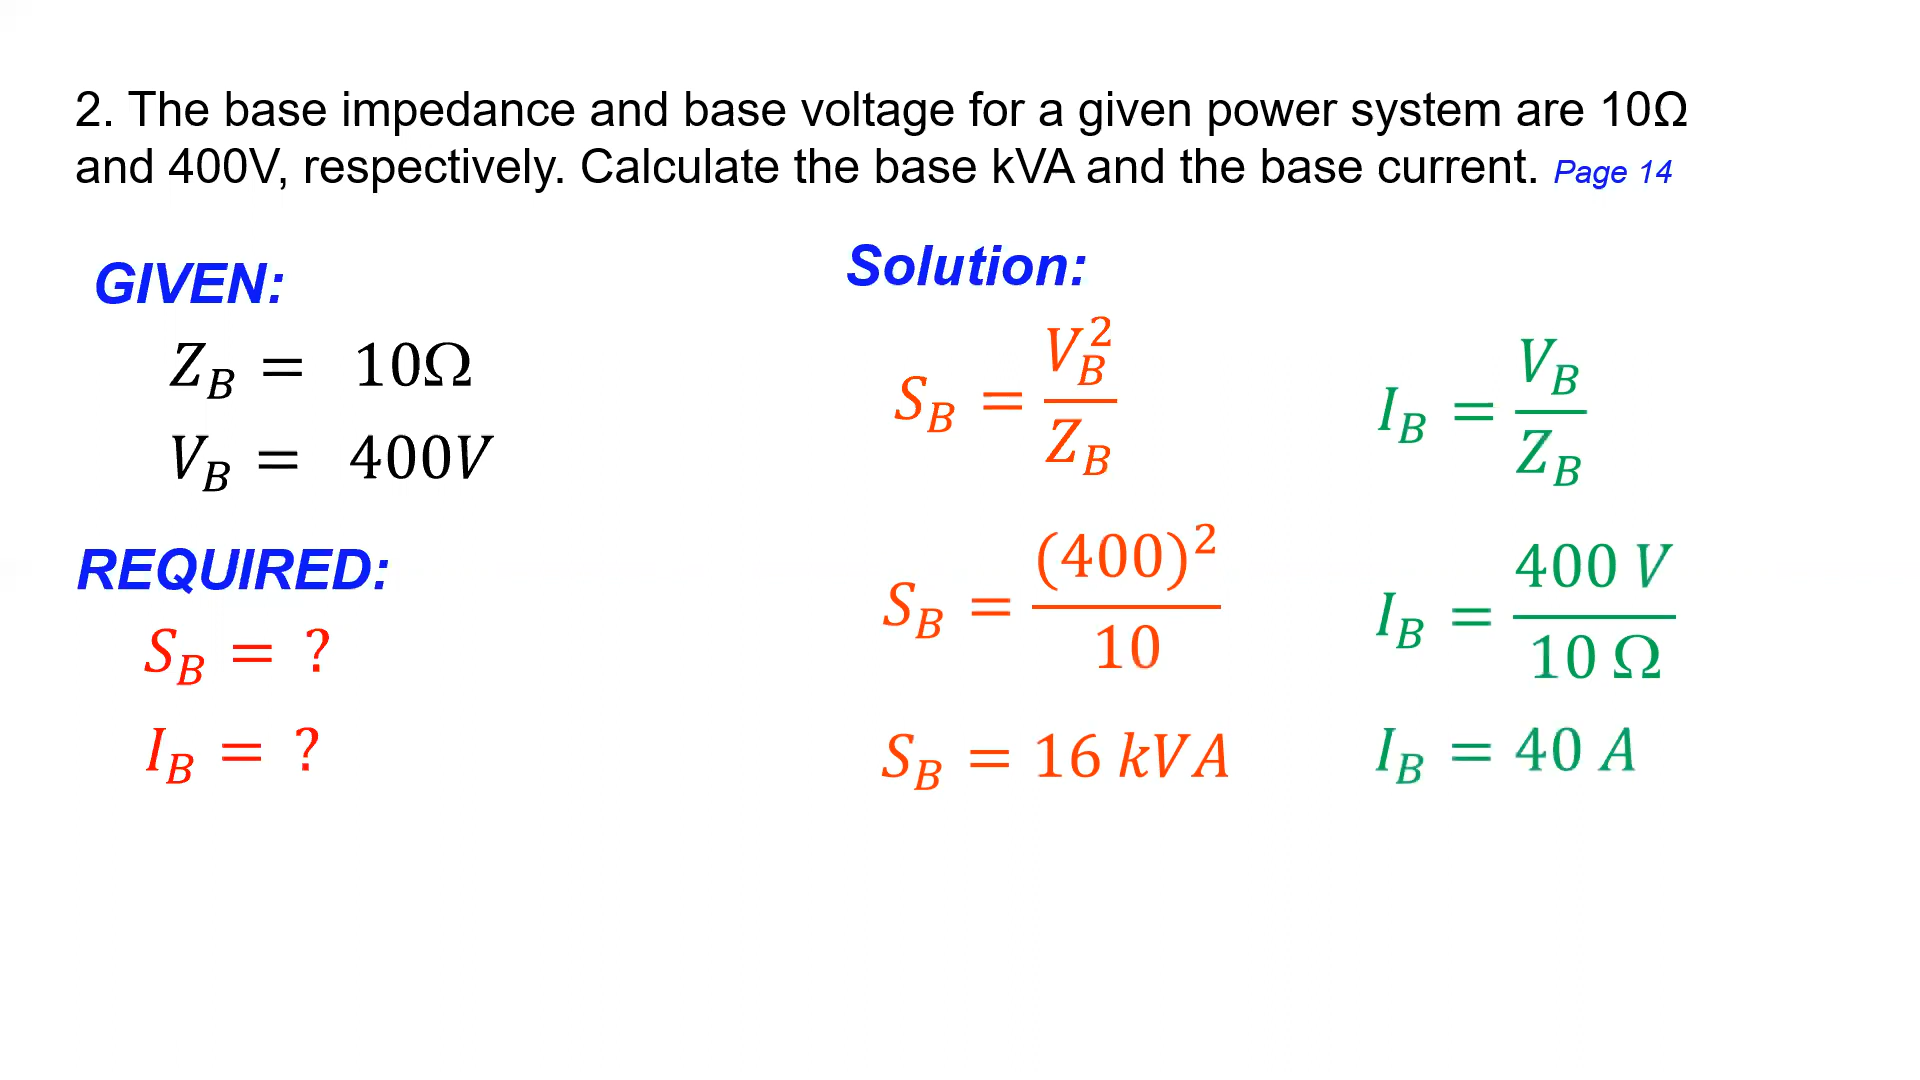 2. The base impedance and base voltage for a given power system are 10Ω
and 400V, respectively. Calculate the base kVA and the base current. Page 14
GIVEN:
Z_B = 10Ω
V_B = 400V
REQUIRED:
S_B = ?
I_B = ?
Solution:
S_B = V_B^2 / Z_B
S_B = (400)^2 / 10
S_B = 16 kVA
I_B = V_B / Z_B
I_B = 400 V / 10 Ω
I_B = 40 A